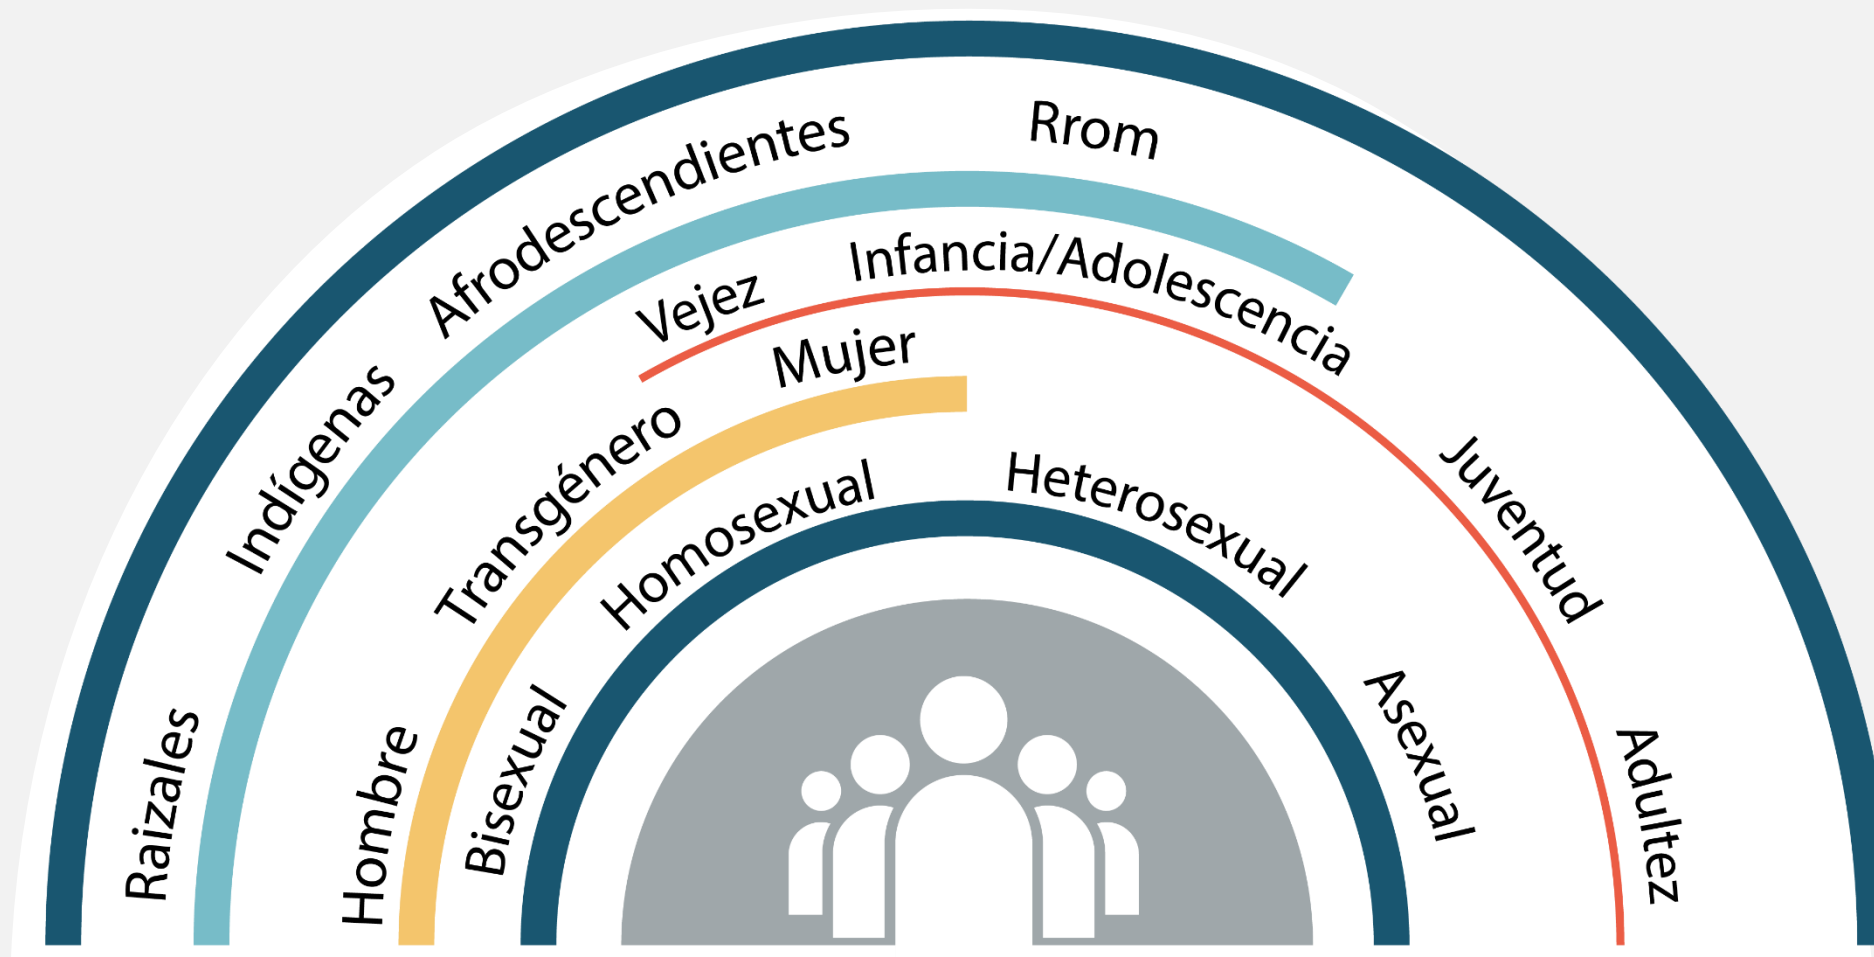 Raizales
Indígenas
Afrodescendientes
Rrom
Vejez
Infancia/Adolescencia
Juventud
Adultez
Hombre
Transgénero
Mujer
Bisexual
Homosexual
Heterosexual
Asexual